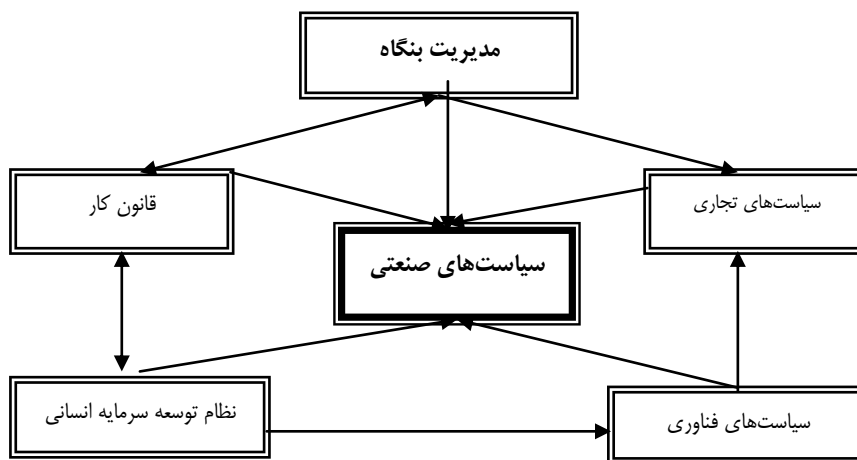 مدیریت بنگاه
سیاست‌های تجاری
قانون کار
سیاست‌های صنعتی
سیاست‌های فناوری
نظام توسعه سرمایه انسانی